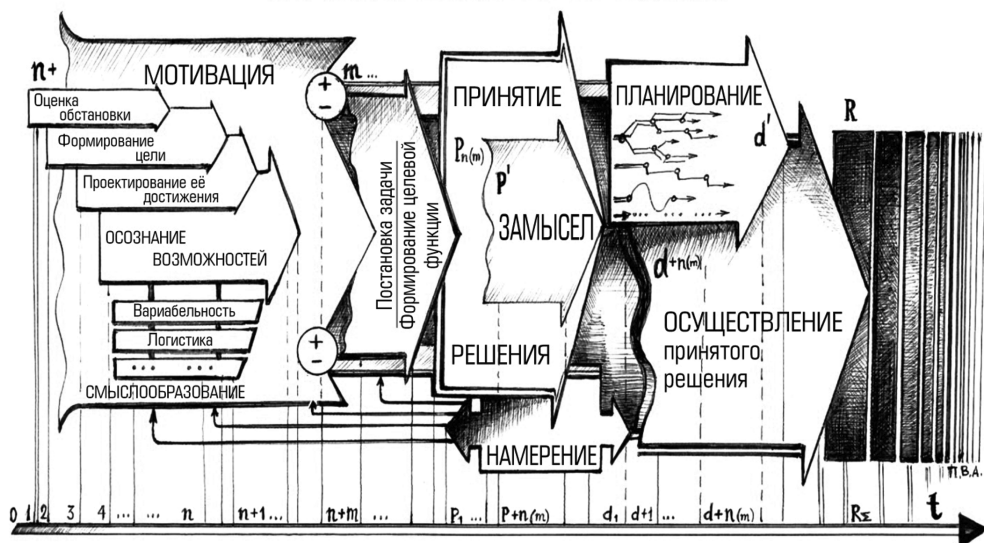 n+
МОТИВАЦИЯ
Оценка
обстановки
Формирование
цели
Проектирование её
достижения
ОСОЗНАНИЕ
ВОЗМОЖНОСТЕЙ
Вариабельность
Логистика
... ...
СМЫСЛООБРАЗОВАНИЕ
+
−
+
−
m ...
Постановка задачи
Формирование целевой
функции
ПРИНЯТИЕ
Pn(m)
P'
ЗАМЫСЕЛ
РЕШЕНИЯ
НАМЕРЕНИЕ
ПЛАНИРОВАНИЕ
d'
d+n(m)
ОСУЩЕСТВЛЕНИЕ
принятого
решения
R
П.В.А.
0 1 2 3 4 ... ... n n+1... n+m ... P₁ ... P+n(m) d₁ d+1 ... d+n(m) RΣ t